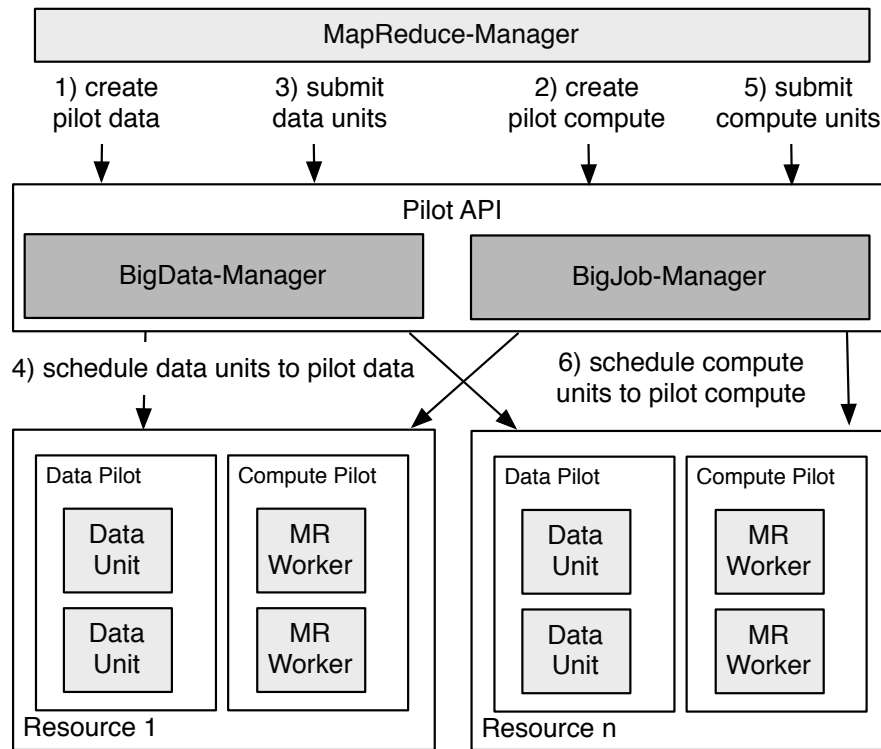 MapReduce-Manager
1) create
pilot data
3) submit
data units
2) create
pilot compute
5) submit
compute units
Pilot API
BigData-Manager
BigJob-Manager
4) schedule data units to pilot data
6) schedule compute
units to pilot compute
Data Pilot
Data
Unit
Data
Unit
Compute Pilot
MR
Worker
MR
Worker
Resource 1
Data Pilot
Data
Unit
Data
Unit
Compute Pilot
MR
Worker
MR
Worker
Resource n